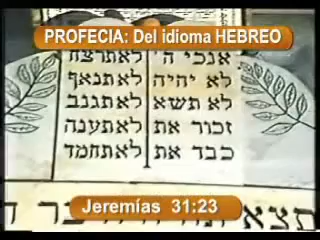 PROFECIA: Del idioma HEBREO
אנכי ה' לא תרצח
לא יהיה לא תנאף
לא תשא לא תגנב
זכור את לא תענה
כבד את לא תחמד
Jeremías 31:23
תצא